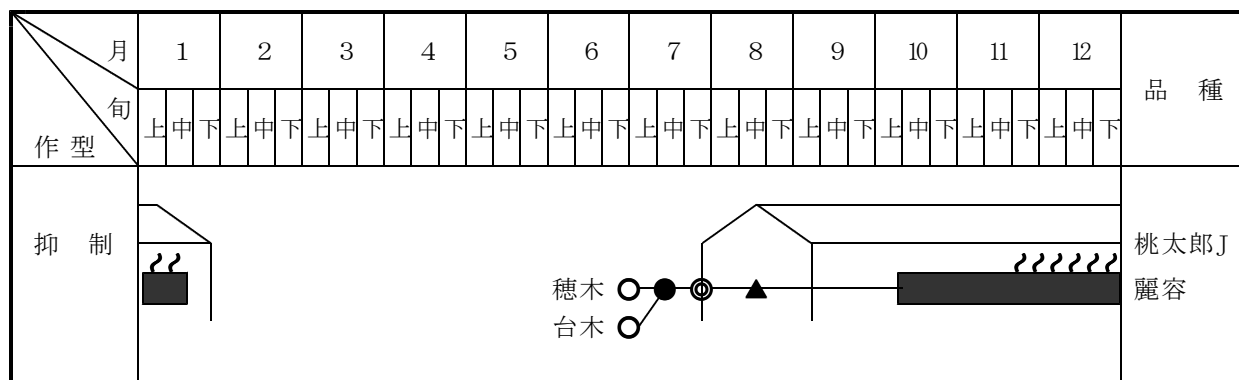 月 1 2 3 4 5 6 7 8 9 10 11 12 品 種
旬 上 中 下 上 中 下 上 中 下 上 中 下 上 中 下 上 中 下 上 中 下 上 中 下 上 中 下 上 中 下 上 中 下 上 中 下
作 型
抑 制 桃太郎J
穂木 麗容
台木